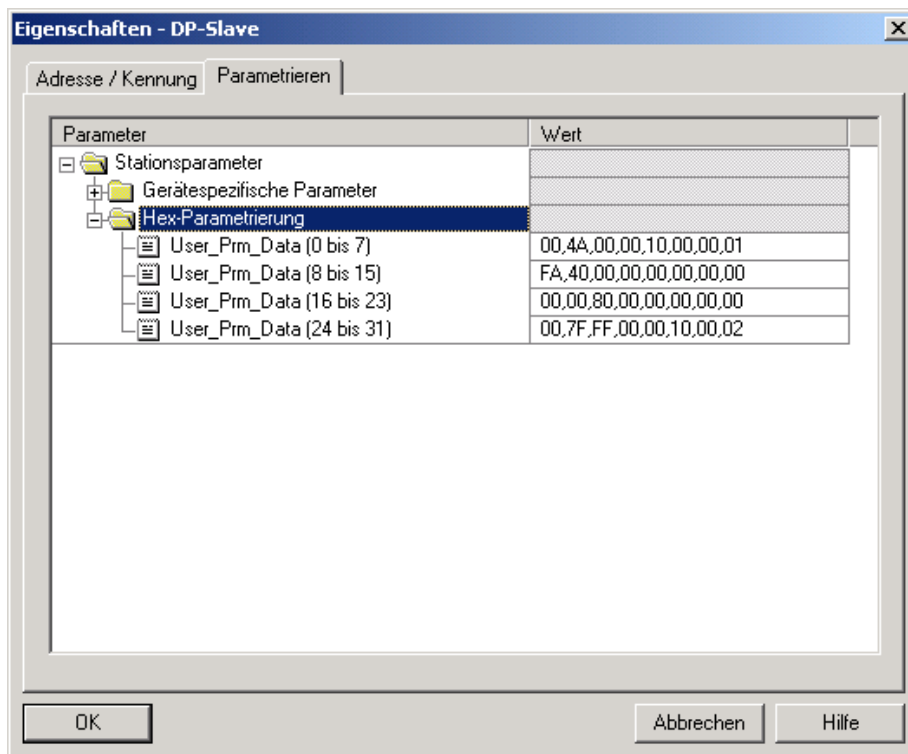 Eigenschaften - DP-Slave
Adresse / Kennung Parametrieren
Parameter Wert
Stationsparameter
Gerätespezifische Parameter
Hex-Parametrierung
User_Prm_Data (0 bis 7) 00,4A,00,00,10,00,00,01
User_Prm_Data (8 bis 15) FA,40,00,00,00,00,00,00
User_Prm_Data (16 bis 23) 00,00,80,00,00,00,00,00
User_Prm_Data (24 bis 31) 00,7F,FF,00,00,10,00,02
OK Abbrechen Hilfe